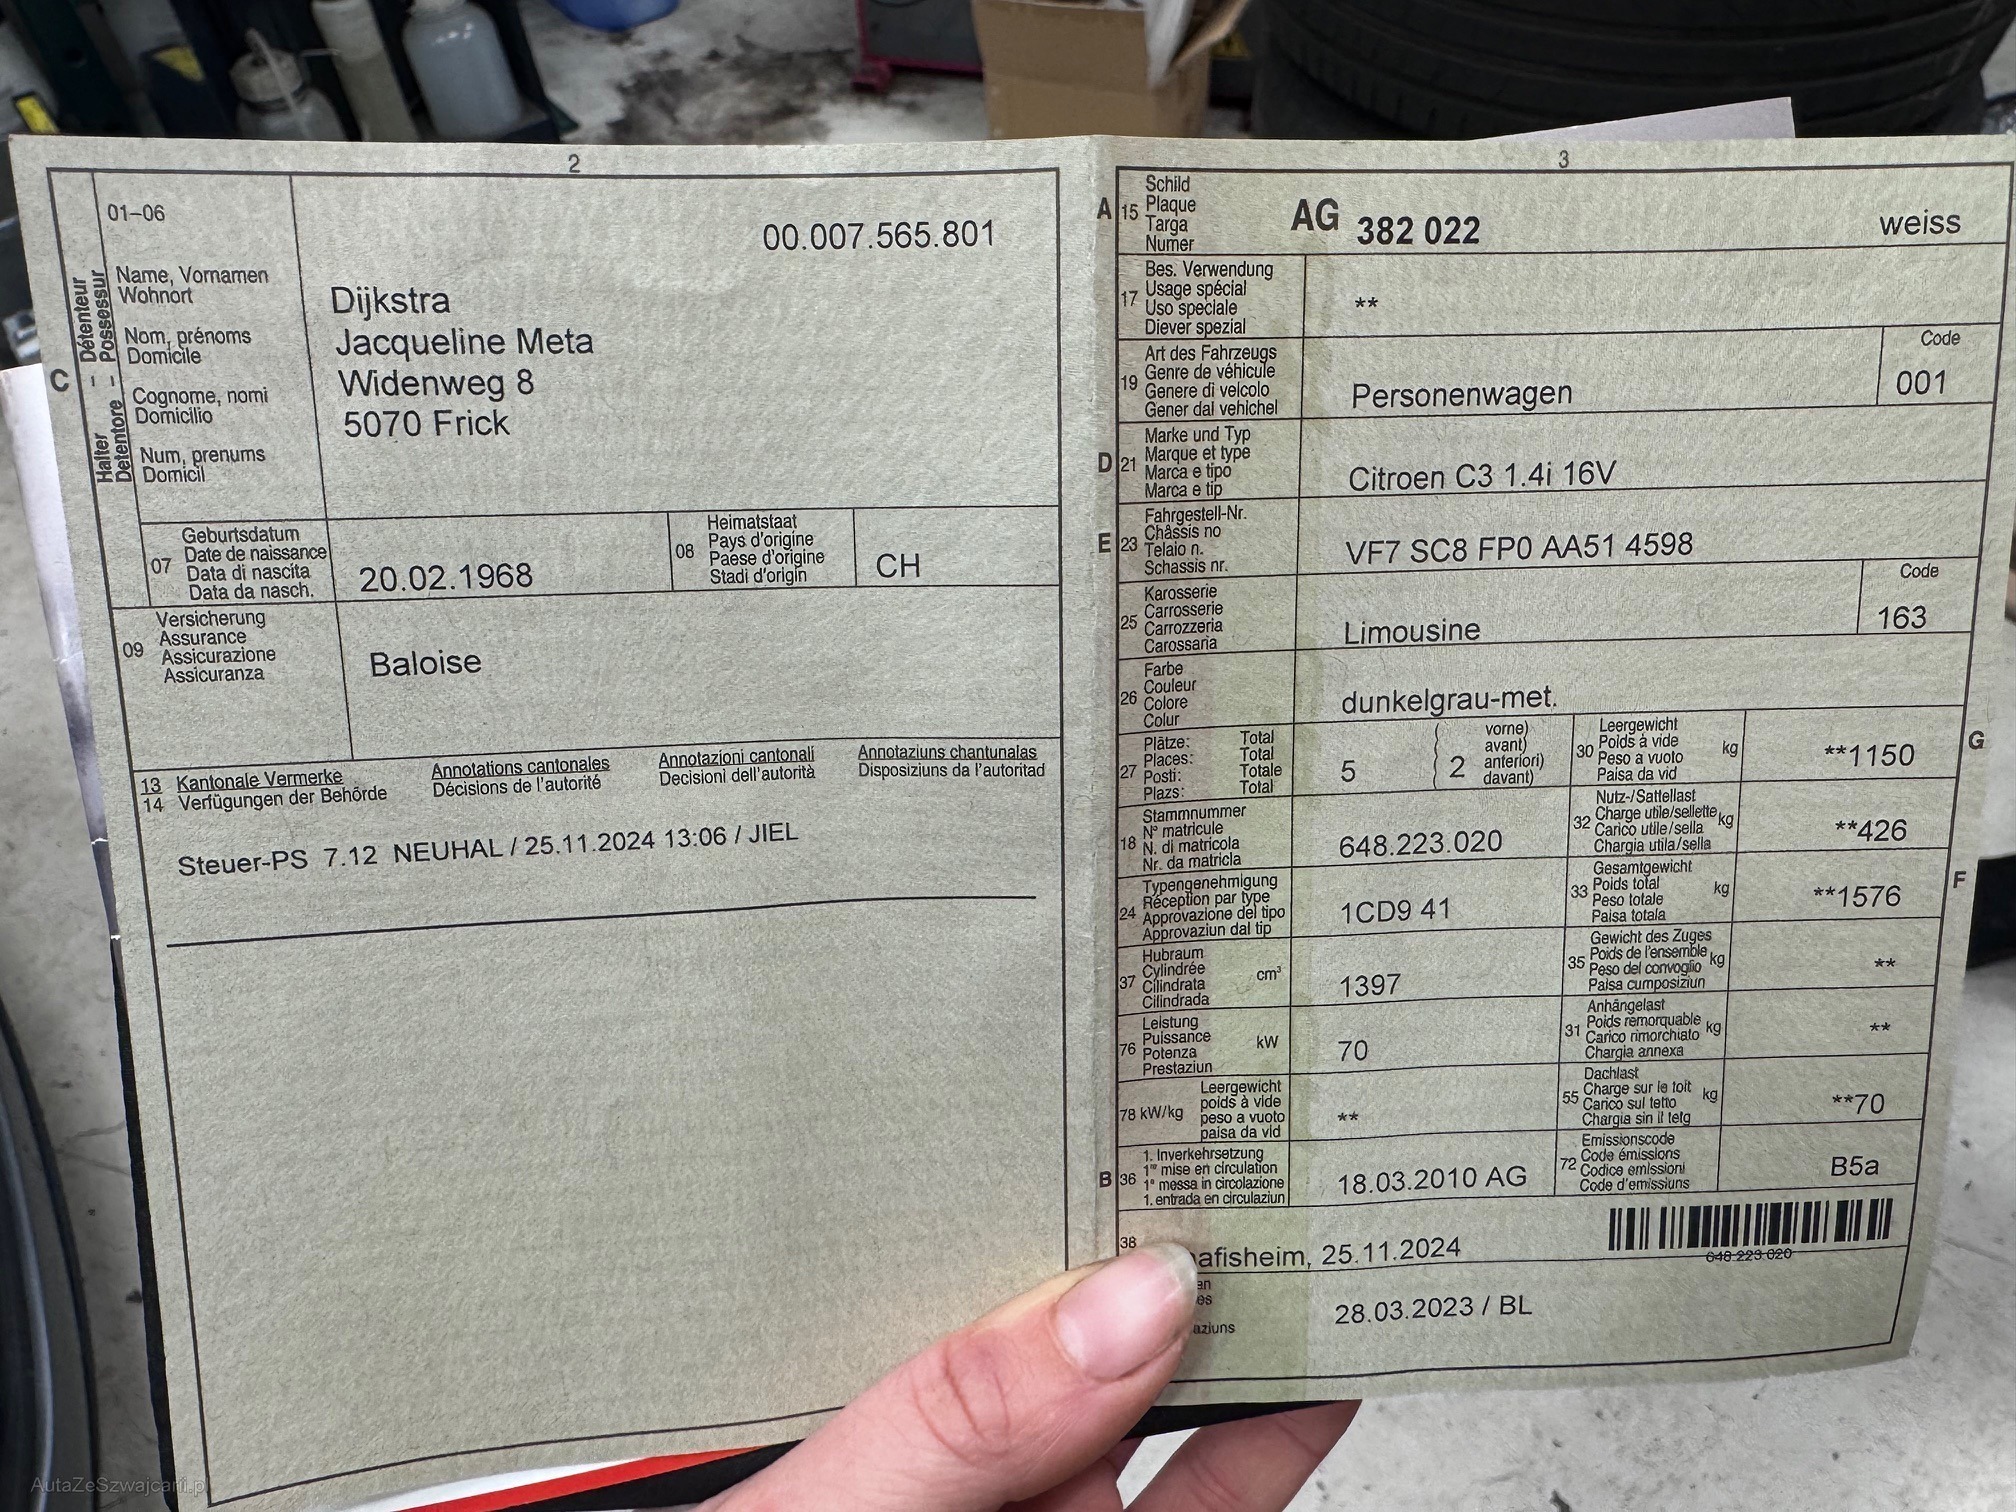 2
01–06
00.007.565.801
C
Halter – Détenteur
Detentore – Possessur
Name, Vornamen
Wohnort
Nom, prénoms
Domicile
Cognome, nomi
Domicilio
Num, prenums
Domicil
Dijkstra
Jacqueline Meta
Widenweg 8
5070 Frick
07
Geburtsdatum
Date de naissance
Data di nascita
Data da nasch.
20.02.1968
08
Heimatstaat
Pays d'origine
Paese d'origine
Stadi d'origin
CH
09
Versicherung
Assurance
Assicurazione
Assicuranza
Baloise
13 Kantonale Vermerke
14 Verfügungen der Behörde
Annotations cantonales
Décisions de l'autorité
Annotazioni cantonali
Decisioni dell'autorità
Annotaziuns chantunalas
Disposiziuns da l'autoritad
Steuer-PS 7.12 NEUHAL / 25.11.2024 13:06 / JIEL
3
A 15
Schild
Plaque
Targa
Numer
AG 382 022 weiss
17
Bes. Verwendung
Usage spécial
Uso speciale
Diever spezial
**
19
Art des Fahrzeugs
Genre de véhicule
Genere di veicolo
Gener dal vehichel
Personenwagen
Code
001
D 21
Marke und Typ
Marque et type
Marca e tipo
Marca e tip
Citroen C3 1.4i 16V
E 23
Fahrgestell-Nr.
Châssis no
Telaio n.
Schassis nr.
VF7 SC8 FP0 AA51 4598
25
Karosserie
Carrosserie
Carrozzeria
Carossaria
Limousine
Code
163
26
Farbe
Couleur
Colore
Colur
dunkelgrau-met.
27
Plätze: Total
Places: Total
Posti: Totale
Plazs: Total
5
2
vorne)
avant)
anteriori)
davant)
30
Leergewicht
Poids à vide
Peso a vuoto
Paisa da vid
kg
**1150
G
18
Stammnummer
N° matricule
N. di matricola
Nr. da matricla
648.223.020
32
Nutz-/Sattellast
Charge utile/sellette
Carico utile/sella
Chargia utila/sella
kg
**426
24
Typengenehmigung
Réception par type
Approvazione del tipo
Approvaziun dal tip
1CD9 41
33
Gesamtgewicht
Poids total
Peso totale
Paisa totala
kg
**1576
F
37
Hubraum
Cylindrée
Cilindrata
Cilindrada
cm³
1397
35
Gewicht des Zuges
Poids de l'ensemble
Peso del convoglio
Paisa cumposiziun
kg
**
76
Leistung
Puissance
Potenza
Prestaziun
kW
70
31
Anhängelast
Poids remorquable
Carico rimorchiato
Chargia annexa
kg
**
78 kW/kg
Leergewicht
poids à vide
peso a vuoto
paisa da vid
**
55
Dachlast
Charge sur le toit
Carico sul tetto
Chargia sin il tetg
kg
**70
B 36
1. Inverkehrsetzung
1re mise en circulation
1a messa in circolazione
1. entrada en circulaziun
18.03.2010 AG
72
Emissionscode
Code émissions
Codice emissioni
Code d'emissiuns
B5a
38
afisheim, 25.11.2024
648 223 020
en
es
aziuns
28.03.2023 / BL
AutaZeSzwajcarii.pl